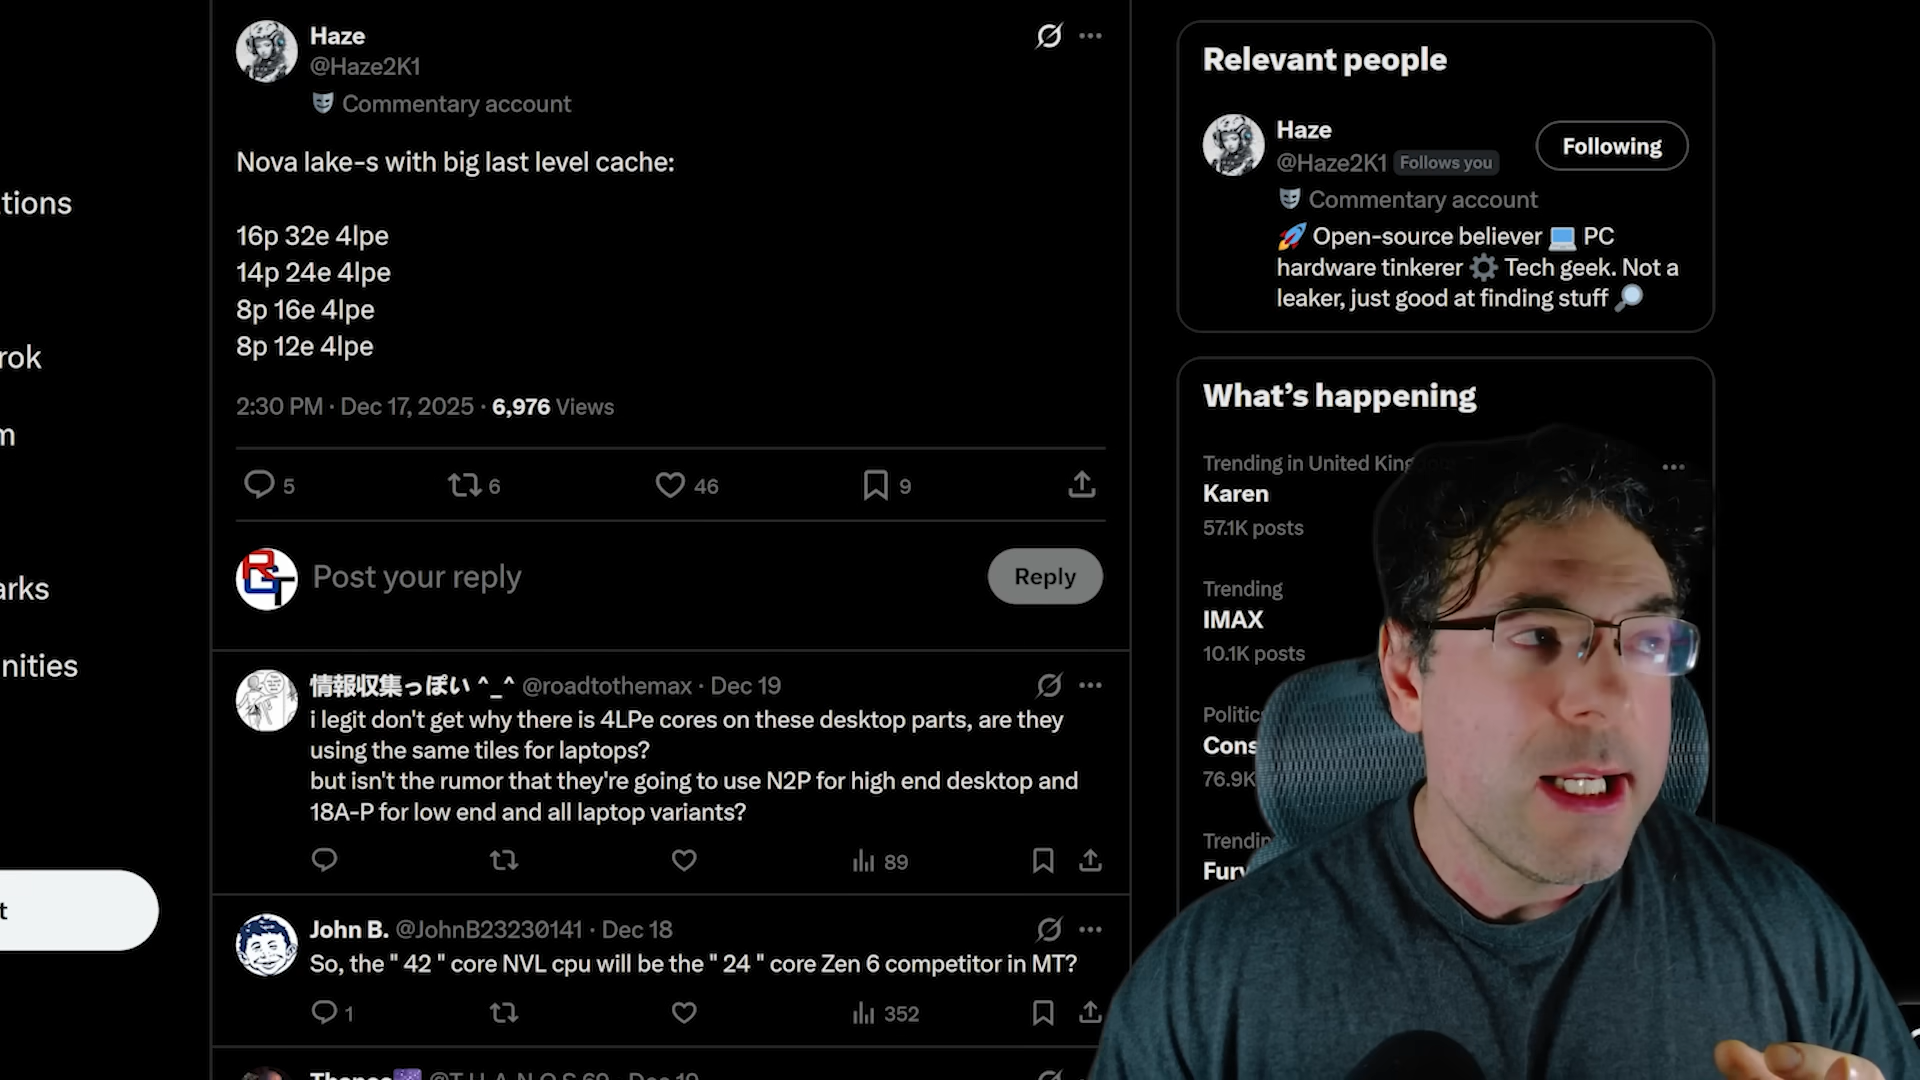 Haze
@Haze2K1
Commentary account
Nova lake-s with big last level cache:
16p 32e 4lpe
14p 24e 4lpe
8p 16e 4lpe
8p 12e 4lpe
2:30 PM · Dec 17, 2025 · 6,976 Views
5 6 46 9
RGT
Post your reply
Reply
情報収集っぽい ^_^ @roadtothemax · Dec 19
i legit don't get why there is 4LPe cores on these desktop parts, are they
using the same tiles for laptops?
but isn't the rumor that they're going to use N2P for high end desktop and
18A-P for low end and all laptop variants?
89
John B. @JohnB23230141 · Dec 18
So, the " 42 " core NVL cpu will be the " 24 " core Zen 6 competitor in MT?
1 352
tions
rok
m
arks
nities
t
Relevant people
Haze
@Haze2K1 Follows you
Following
Commentary account
Open-source believer PC
hardware tinkerer Tech geek. Not a
leaker, just good at finding stuff
What's happening
Trending in United King
Karen
57.1K posts
Trending
IMAX
10.1K posts
Politic
Cons
76.9K
Trendin
Fury